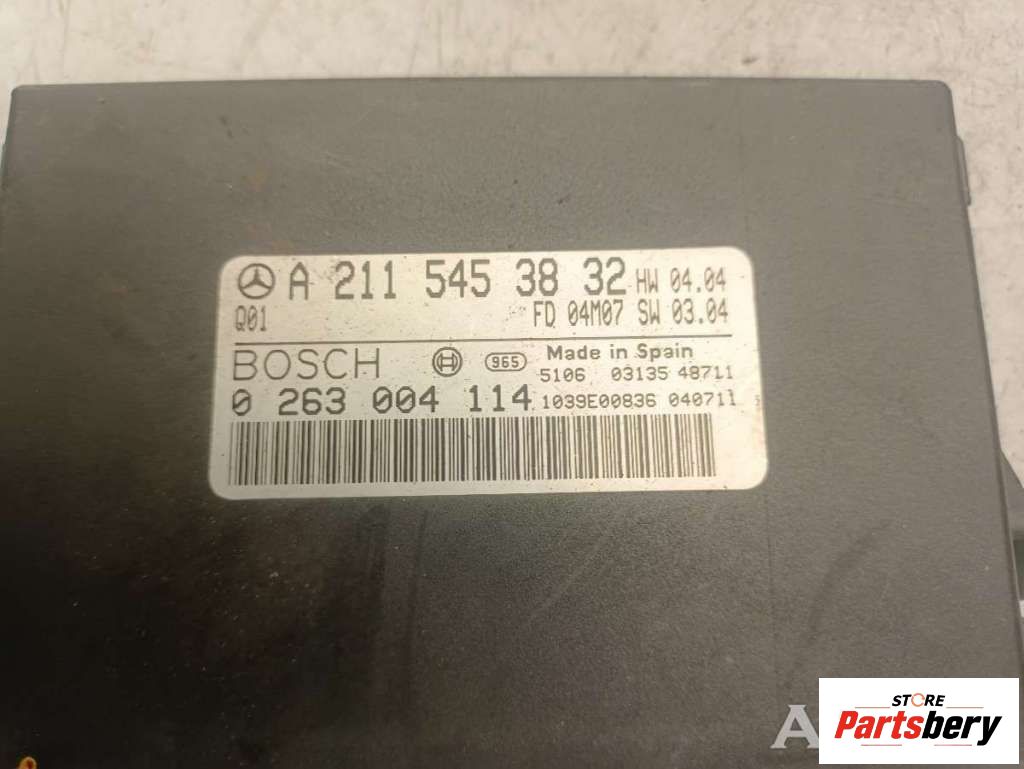 A 211 545 38 32 HW 04.04
Q01 FD 04M07 SW 03.04
BOSCH 965 Made in Spain
5106 03135 48711
0 263 004 114 1039E00836 040711
A
STORE
Partsbery